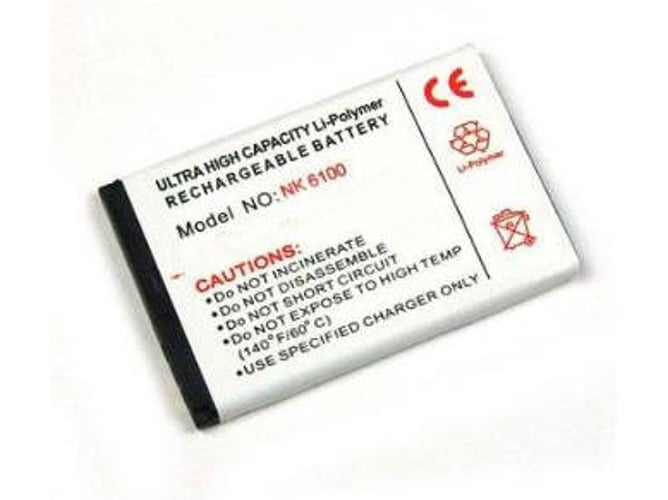 ULTRA HIGH CAPACITY Li-Polymer
RECHARGEABLE BATTERY
Model NO: NK 6100
CAUTIONS:
•DO NOT INCINERATE
•DO NOT DISASSEMBLE
•DO NOT SHORT CIRCUIT
•DO NOT EXPOSE TO HIGH TEMP
(140°F/60°C)
•USE SPECIFIED CHARGER ONLY
CE
Li-Polymer